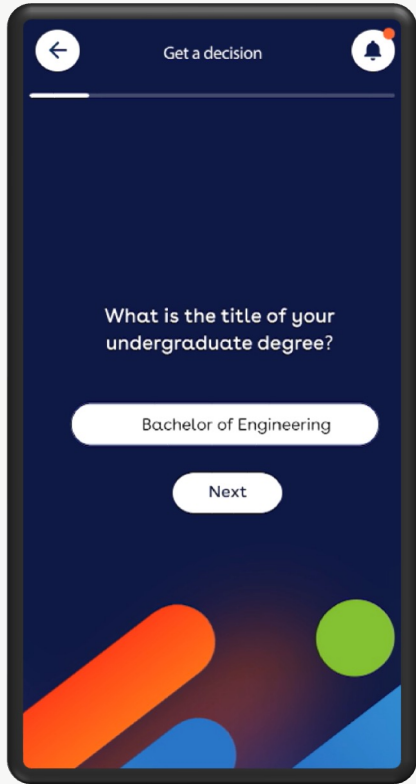 Get a decision
What is the title of your
undergraduate degree?
Bachelor of Engineering
Next